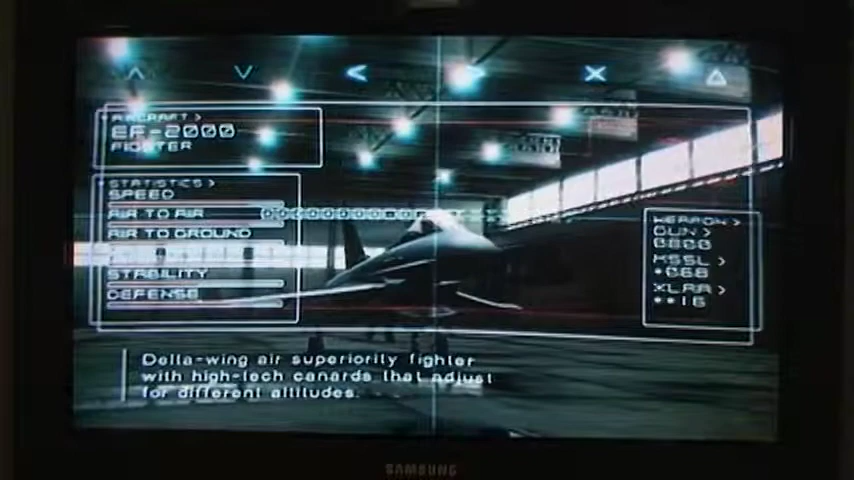 AIRCRAFT >
EF-2000
FIGHTER
STATISTICS >
SPEED
AIR TO AIR
AIR TO GROUND
STABILITY
DEFENSE
WEAPON >
GUN >
0800
MSSL >
*068
XLAA >
**16
Delta-wing air superiority fighter
with high-tech canards that adjust
for different altitudes.
SAMSUNG